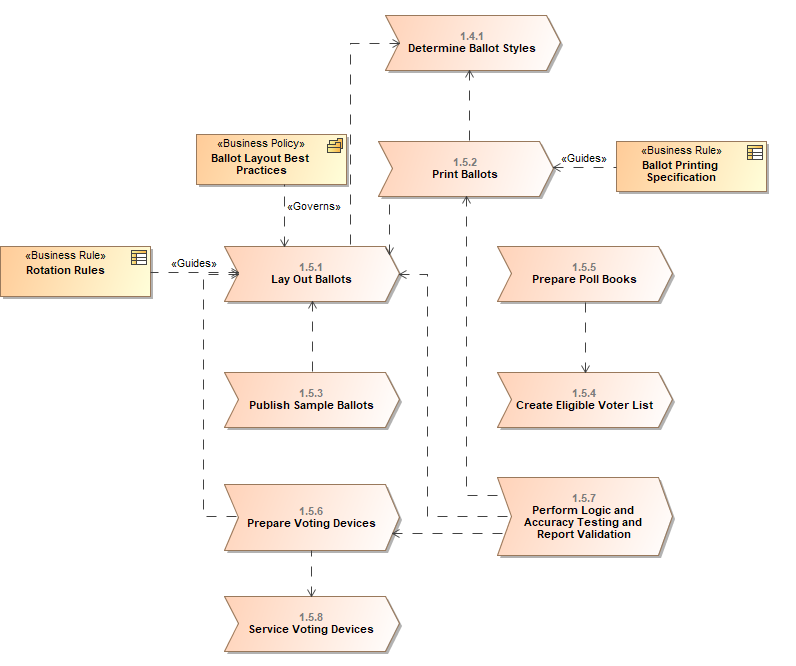 1.4.1
Determine Ballot Styles
«Business Policy»
Ballot Layout Best
Practices
1.5.2
Print Ballots
«Guides»
«Business Rule»
Ballot Printing
Specification
«Governs»
«Business Rule»
Rotation Rules
«Guides»
1.5.1
Lay Out Ballots
1.5.5
Prepare Poll Books
1.5.3
Publish Sample Ballots
1.5.4
Create Eligible Voter List
1.5.6
Prepare Voting Devices
1.5.7
Perform Logic and
Accuracy Testing and
Report Validation
1.5.8
Service Voting Devices